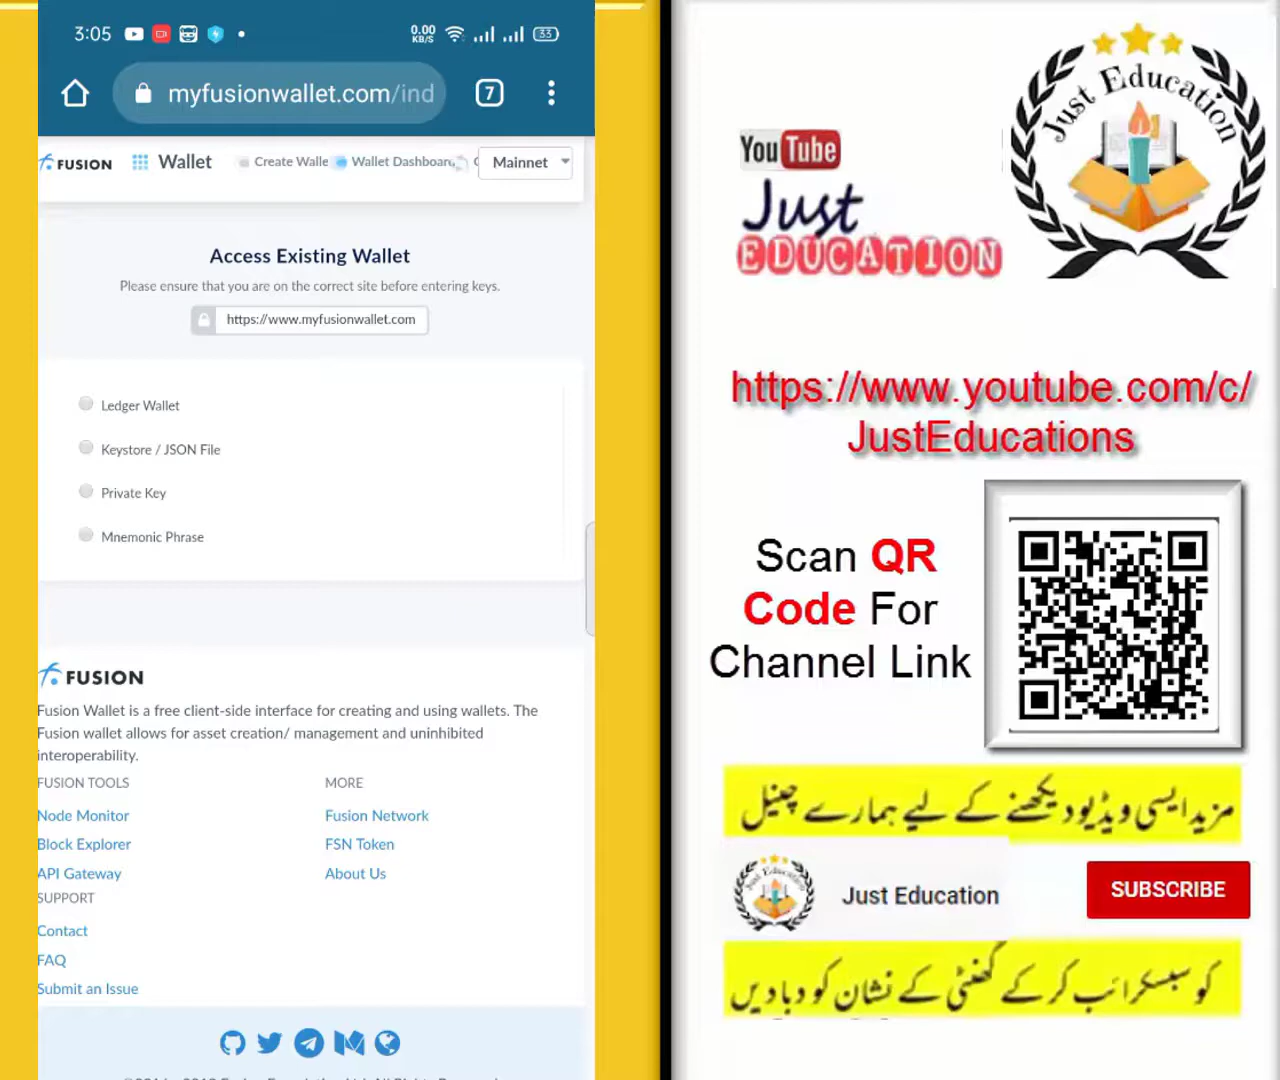 3:05
0.00
KB/S
33
myfusionwallet.com/ind
7
FUSION
Wallet
Create Walle
Wallet Dashboard
Mainnet
Access Existing Wallet
Please ensure that you are on the correct site before entering keys.
https://www.myfusionwallet.com
Ledger Wallet
Keystore / JSON File
Private Key
Mnemonic Phrase
FUSION
Fusion Wallet is a free client-side interface for creating and using wallets. The
Fusion wallet allows for asset creation/ management and uninhibited
interoperability.
FUSION TOOLS
Node Monitor
Block Explorer
API Gateway
MORE
Fusion Network
FSN Token
About Us
SUPPORT
Contact
FAQ
Submit an Issue
YouTube
Just
EDUCATION
Just Education
https://www.youtube.com/c/
JustEducations
Scan QR
Code For
Channel Link
مزید ایسی ویڈیو دیکھنے کے لیے ہمارے چینل
Just Education
SUBSCRIBE
کو سبسکرائب کر کے گھنٹی کے نشان کو دبا دیں